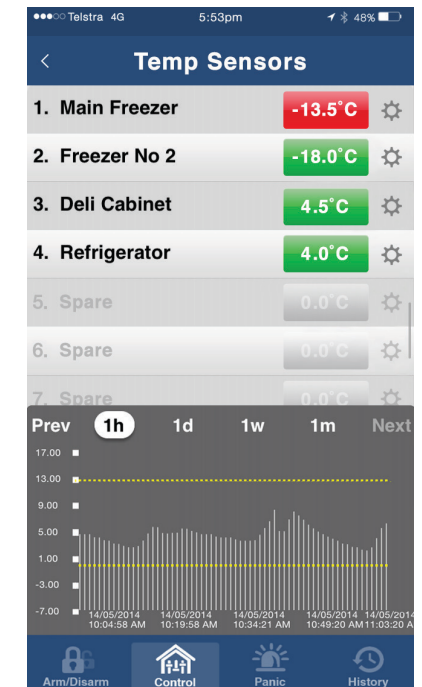 Telstra 4G 5:53pm 48%
Temp Sensors
1. Main Freezer -13.5°C
2. Freezer No 2 -18.0°C
3. Deli Cabinet 4.5°C
4. Refrigerator 4.0°C
5. Spare 0.0°C
6. Spare 0.0°C
7. Spare 0.0°C
Prev 1h 1d 1w 1m Next
17.00
13.00
9.00
5.00
1.00
-3.00
-7.00
14/05/2014 14/05/2014 14/05/2014 14/05/2014 14/05/2014
10:04:58 AM 10:19:58 AM 10:34:21 AM 10:49:20 AM 11:03:20 A
Arm/Disarm Control Panic History